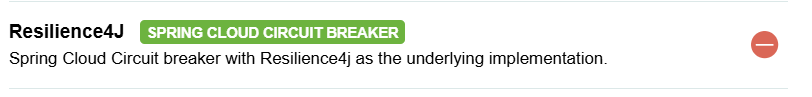 Resilience4J SPRING CLOUD CIRCUIT BREAKER
Spring Cloud Circuit breaker with Resilience4j as the underlying implementation.